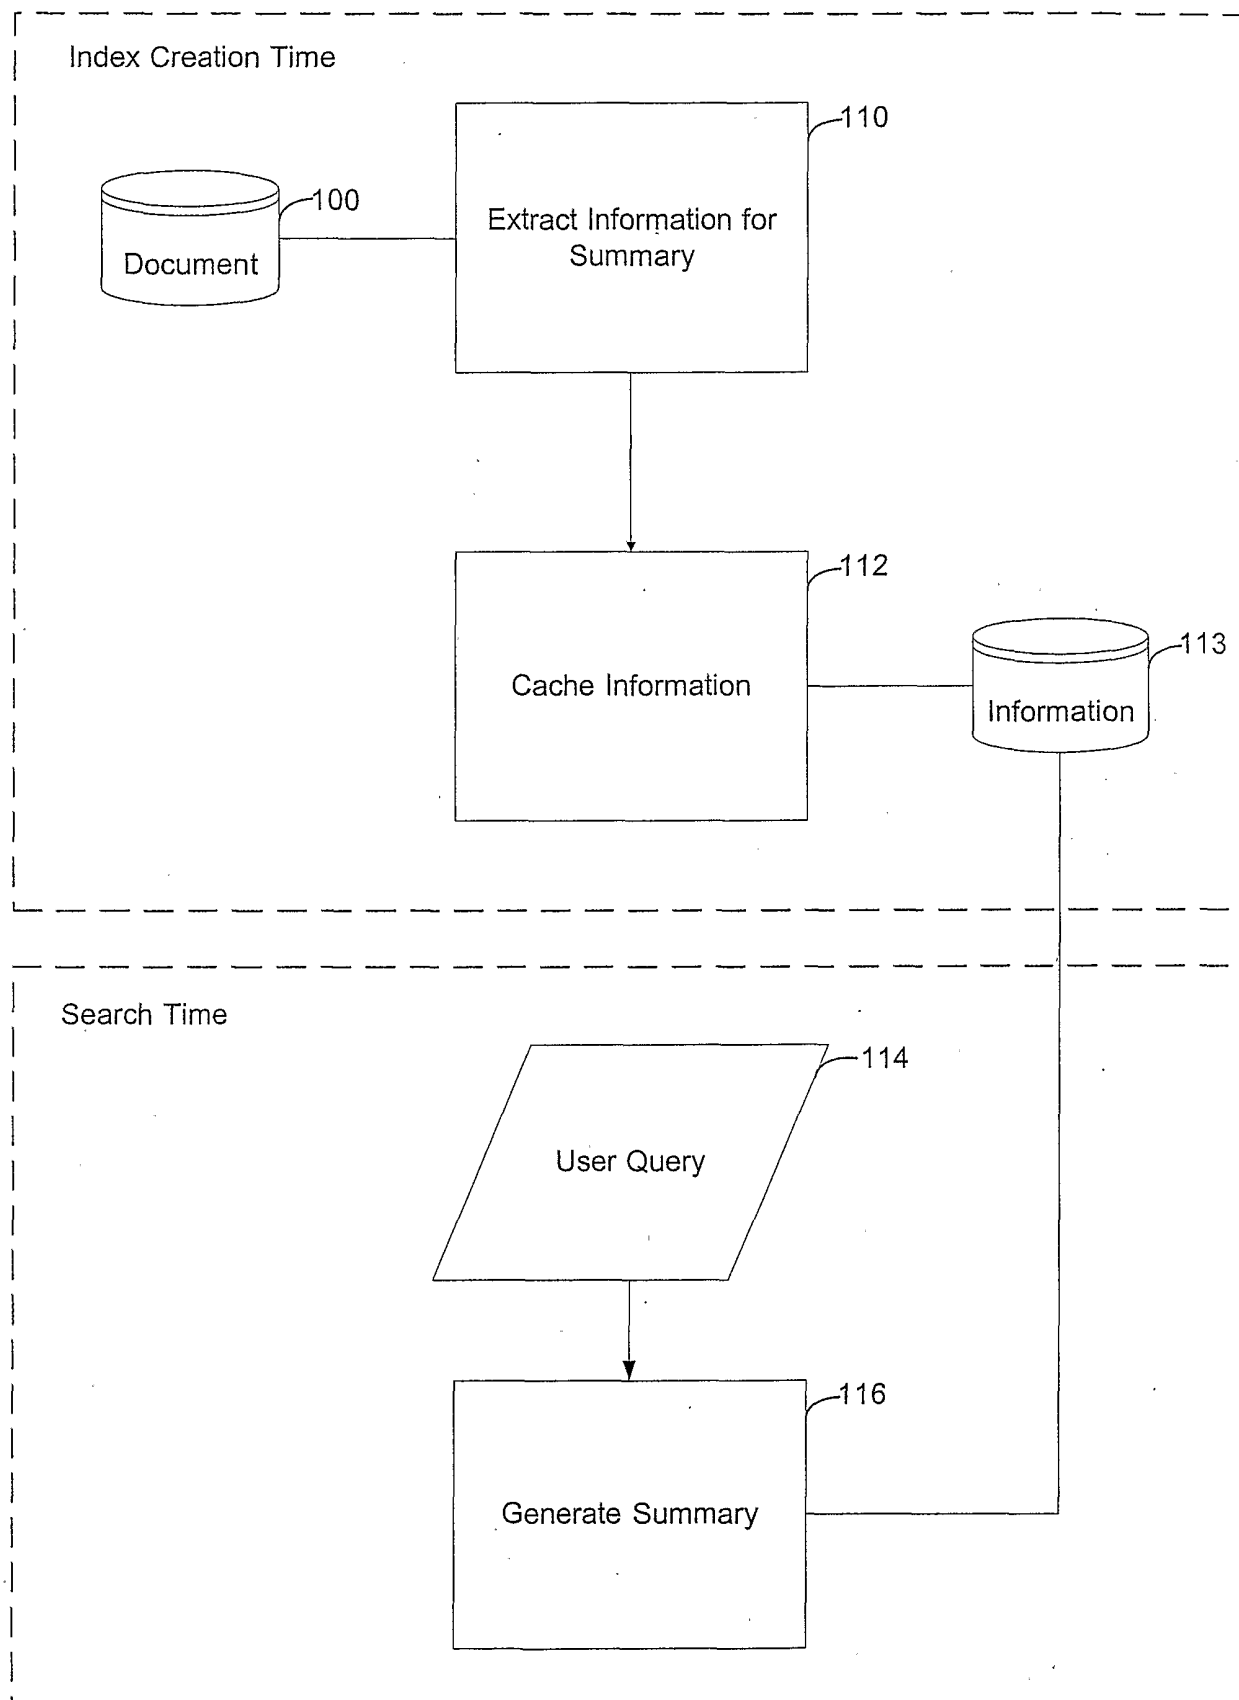 Index Creation Time
110
100
Extract Information for
Summary
Document
112
113
Cache Information
Information
Search Time
114
User Query
116
Generate Summary